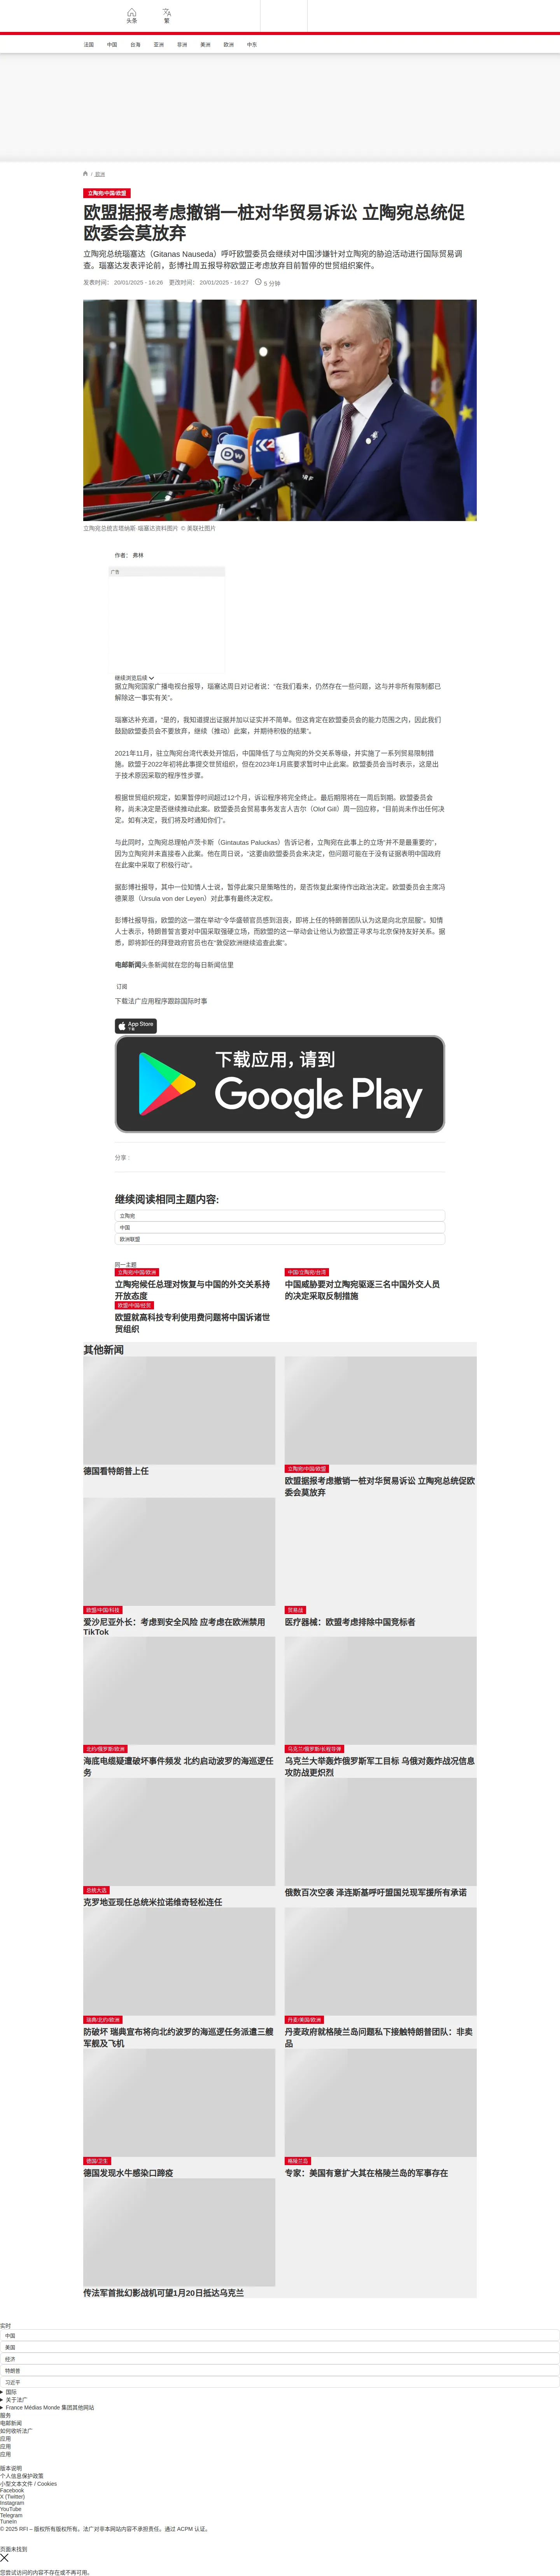 头条
繁
法国
中国
台海
亚洲
非洲
美洲
欧洲
中东
/ 欧洲
立陶宛/中国/欧盟
欧盟据报考虑撤销一桩对华贸易诉讼 立陶宛总统促
欧委会莫放弃
立陶宛总统瑙塞达（Gitanas Nauseda）呼吁欧盟委员会继续对中国涉嫌针对立陶宛的胁迫活动进行国际贸易调
查。瑙塞达发表评论前，彭博社周五报导称欧盟正考虑放弃目前暂停的世贸组织案件。
发表时间： 20/01/2025 - 16:26 更改时间： 20/01/2025 - 16:27 5 分钟
立陶宛总统吉塔纳斯·瑙塞达资料图片 © 美联社图片
作者： 弗林
广告
继续浏览后续
据立陶宛国家广播电视台报导，瑙塞达周日对记者说：“在我们看来，仍然存在一些问题，这与并非所有限制都已
解除这一事实有关”。
瑙塞达补充道，“是的，我知道提出证据并加以证实并不简单。但这肯定在欧盟委员会的能力范围之内，因此我们
鼓励欧盟委员会不要放弃，继续（推动）此案，并期待积极的结果”。
2021年11月，驻立陶宛台湾代表处开馆后，中国降低了与立陶宛的外交关系等级，并实施了一系列贸易限制措
施。欧盟于2022年初将此事提交世贸组织，但在2023年1月底要求暂时中止此案。欧盟委员会当时表示，这是出
于技术原因采取的程序性步骤。
根据世贸组织规定，如果暂停时间超过12个月，诉讼程序将完全终止。最后期限将在一周后到期。欧盟委员会
称，尚未决定是否继续推动此案。欧盟委员会贸易事务发言人吉尔（Olof Gil）周一回应称，“目前尚未作出任何决
定。如有决定，我们将及时通知你们”。
与此同时，立陶宛总理帕卢茨卡斯（Gintautas Paluckas）告诉记者，立陶宛在此事上的立场“并不是最重要的”，
因为立陶宛并未直接卷入此案。他在周日说，“这要由欧盟委员会来决定，但问题可能在于没有证据表明中国政府
在此案中采取了积极行动”。
据彭博社报导，其中一位知情人士说，暂停此案只是策略性的，是否恢复此案待作出政治决定。欧盟委员会主席冯
德莱恩（Ursula von der Leyen）对此事有最终决定权。
彭博社报导指，欧盟的这一潜在举动“令华盛顿官员感到沮丧，即将上任的特朗普团队认为这是向北京屈服”。知情
人士表示，特朗普誓言要对中国采取强硬立场，而欧盟的这一举动会让他认为欧盟正寻求与北京保持友好关系。据
悉，即将卸任的拜登政府官员也在“敦促欧洲继续追查此案”。
电邮新闻头条新闻就在您的每日新闻信里
订阅
下载法广应用程序跟踪国际时事
App Store
下载
下载应用，请到
Google Play
分享 :
继续阅读相同主题内容:
立陶宛
中国
欧洲联盟
同一主题
立陶宛/中国/欧洲
立陶宛候任总理对恢复与中国的外交关系持
开放态度
中国/立陶宛/台湾
中国威胁要对立陶宛驱逐三名中国外交人员
的决定采取反制措施
欧盟/中国/经贸
欧盟就高科技专利使用费问题将中国诉诸世
贸组织
其他新闻
德国看特朗普上任
立陶宛/中国/欧盟
欧盟据报考虑撤销一桩对华贸易诉讼 立陶宛总统促欧
委会莫放弃
欧盟/中国/科技
爱沙尼亚外长：考虑到安全风险 应考虑在欧洲禁用
TikTok
贸易战
医疗器械：欧盟考虑排除中国竞标者
北约/俄罗斯/欧洲
海底电缆疑遭破坏事件频发 北约启动波罗的海巡逻任
务
乌克兰/俄罗斯/长程导弹
乌克兰大举轰炸俄罗斯军工目标 乌俄对轰炸战况信息
攻防战更炽烈
总统大选
克罗地亚现任总统米拉诺维奇轻松连任
俄数百次空袭 泽连斯基呼吁盟国兑现军援所有承诺
瑞典/北约/欧洲
防破坏 瑞典宣布将向北约波罗的海巡逻任务派遣三艘
军舰及飞机
丹麦/美国/欧洲
丹麦政府就格陵兰岛问题私下接触特朗普团队：非卖
品
德国/卫生
德国发现水牛感染口蹄疫
格陵兰岛
专家：美国有意扩大其在格陵兰岛的军事存在
传法军首批幻影战机可望1月20日抵达乌克兰
实时
中国
美国
经济
特朗普
习近平
国际
关于法广
France Médias Monde 集团其他网站
服务
电邮新闻
如何收听法广
应用
应用
应用
版本说明
个人信息保护政策
小型文本文件 / Cookies
Facebook
X (Twitter)
Instagram
YouTube
Telegram
TuneIn
© 2025 RFI – 版权所有版权所有。法广对非本网站内容不承担责任。通过 ACPM 认证。
页面未找到
您尝试访问的内容不存在或不再可用。